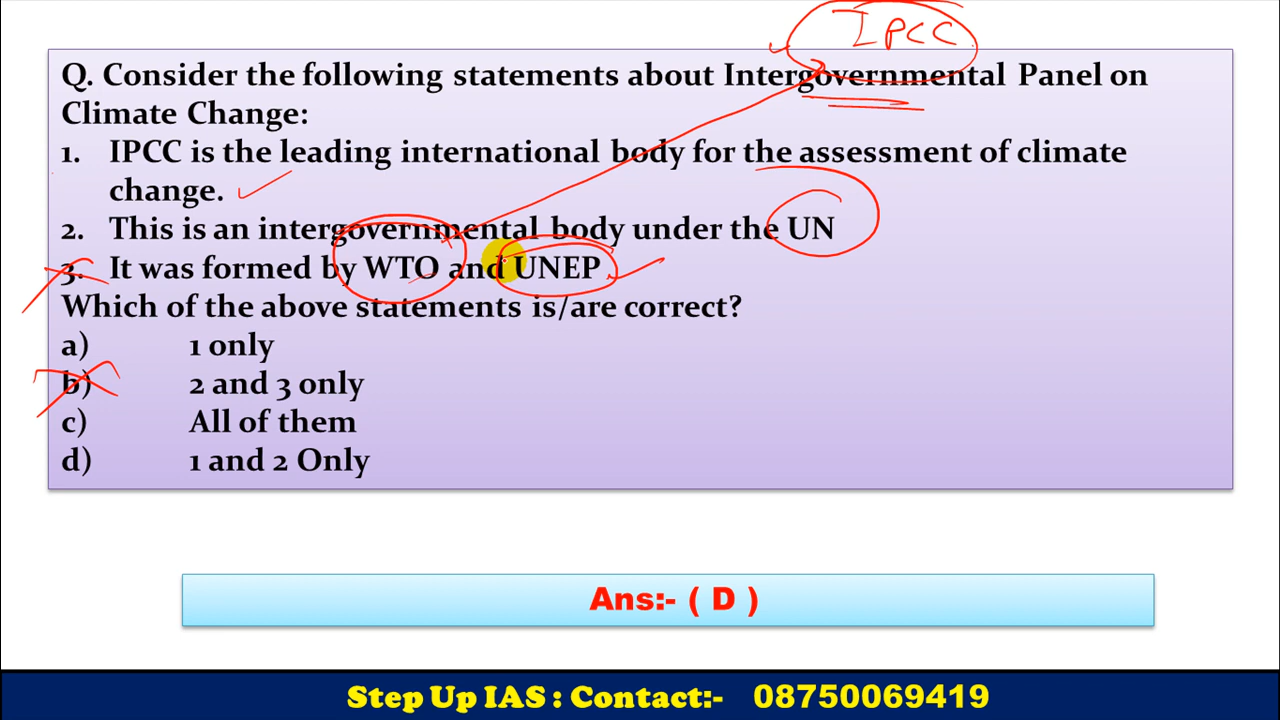 IPCC
Q. Consider the following statements about Intergovernmental Panel on
Climate Change:
1. IPCC is the leading international body for the assessment of climate
change.
2. This is an intergovernmental body under the UN
3. It was formed by WTO and UNEP
Which of the above statements is/are correct?
a) 1 only
b) 2 and 3 only
c) All of them
d) 1 and 2 Only
Ans:- ( D )
Step Up IAS : Contact:- 08750069419